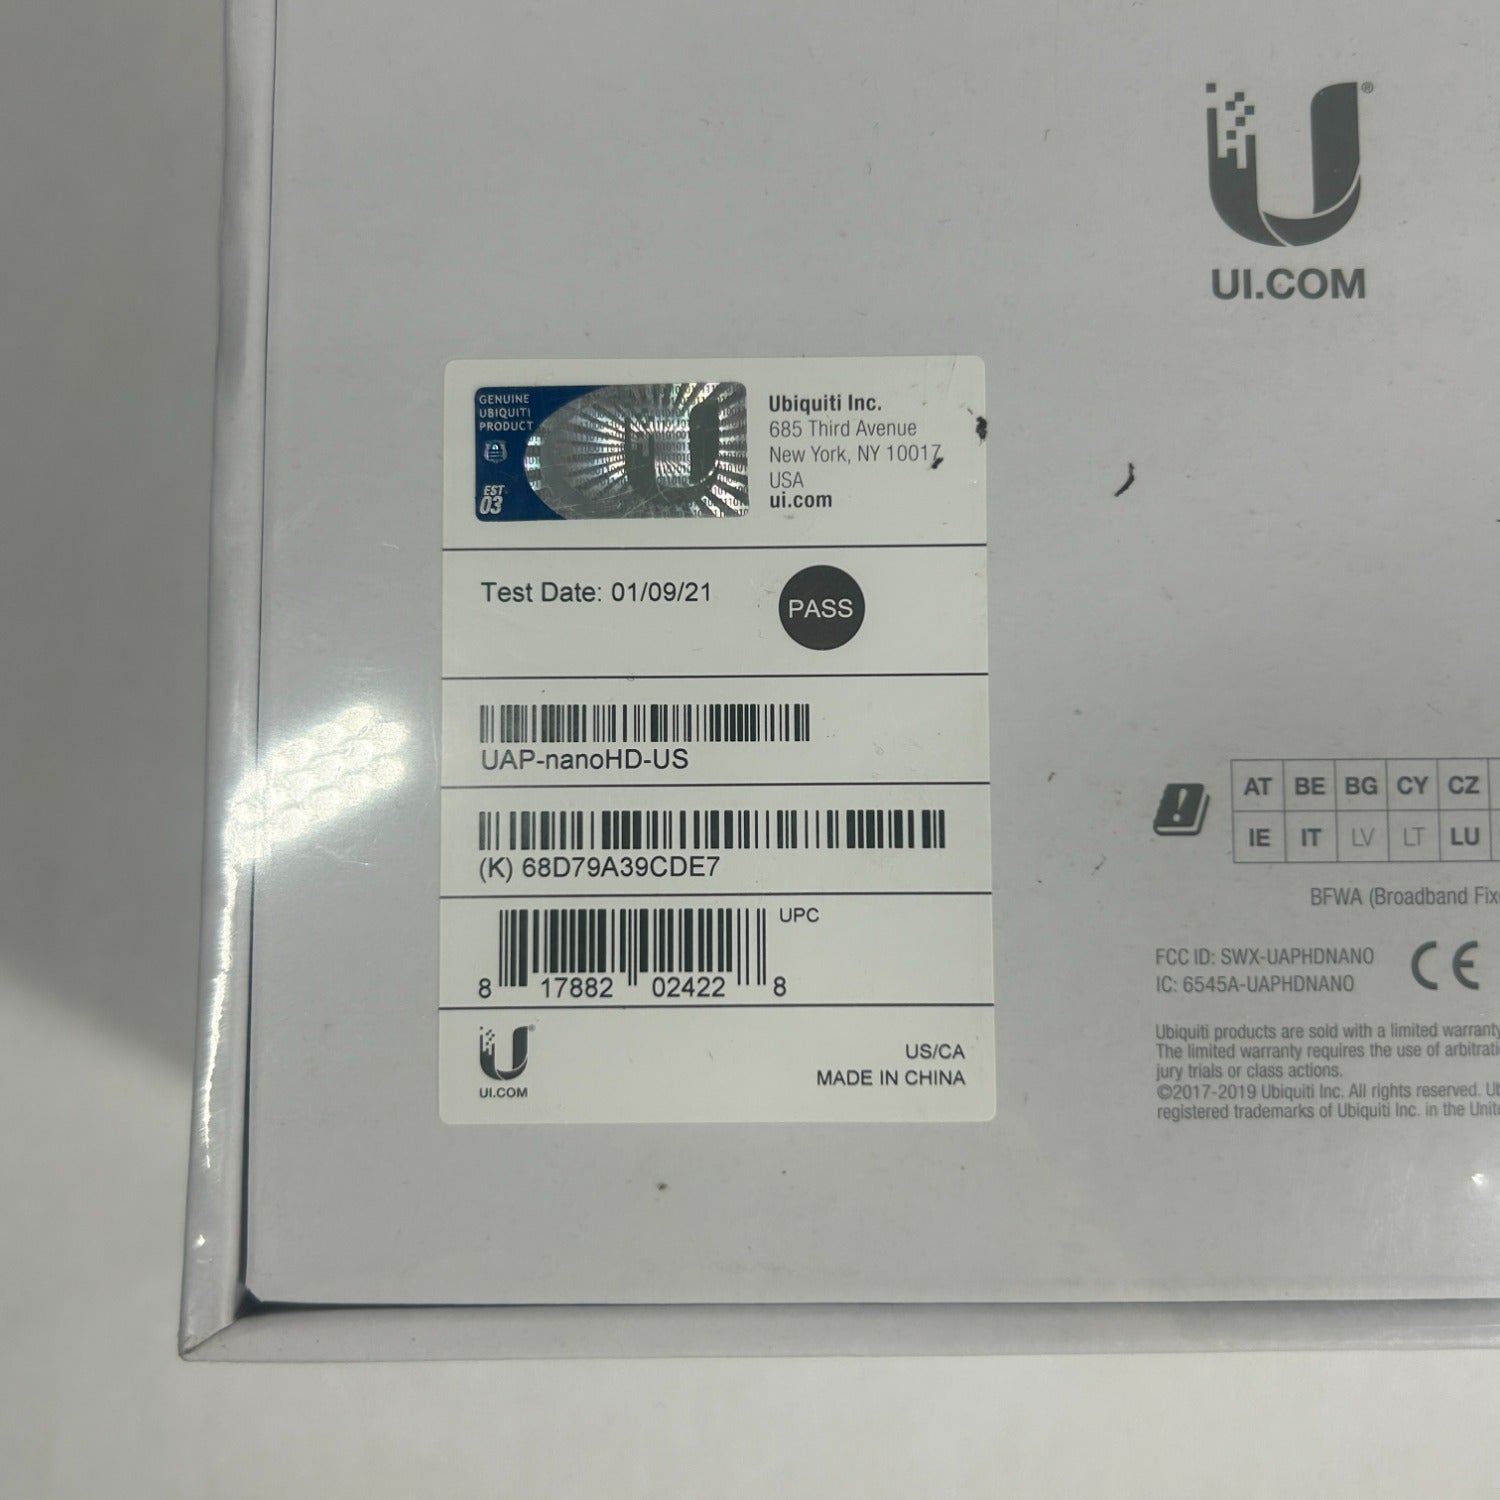 UI.COM
GENUINE
UBIQUITI
PRODUCT
EST.
03
Ubiquiti Inc.
685 Third Avenue
New York, NY 10017
USA
ui.com
Test Date: 01/09/21
PASS
UAP-nanoHD-US
(K) 68D79A39CDE7
UPC
8 17882 02422 8
UI.COM
US/CA
MADE IN CHINA
AT BE BG CY CZ
IE IT LV LT LU
BFWA (Broadband
FCC ID: SWX-UAPHDNANO
IC: 6545A-UAPHDNANO
CE
Ubiquiti products are sold with a limited warranty
The limited warranty requires the use of
jury trials or class actions.
©2017-2019 Ubiquiti Inc. All rights reserved.
registered trademarks of Ubiquiti Inc. in the